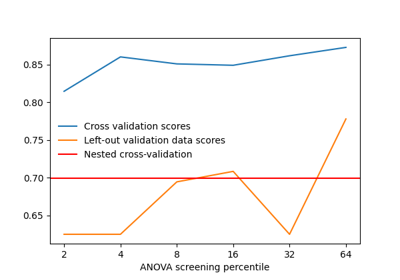 0.85
0.80
0.75
0.70
0.65
Cross validation scores
Left-out validation data scores
Nested cross-validation
2 4 8 16 32 64
ANOVA screening percentile